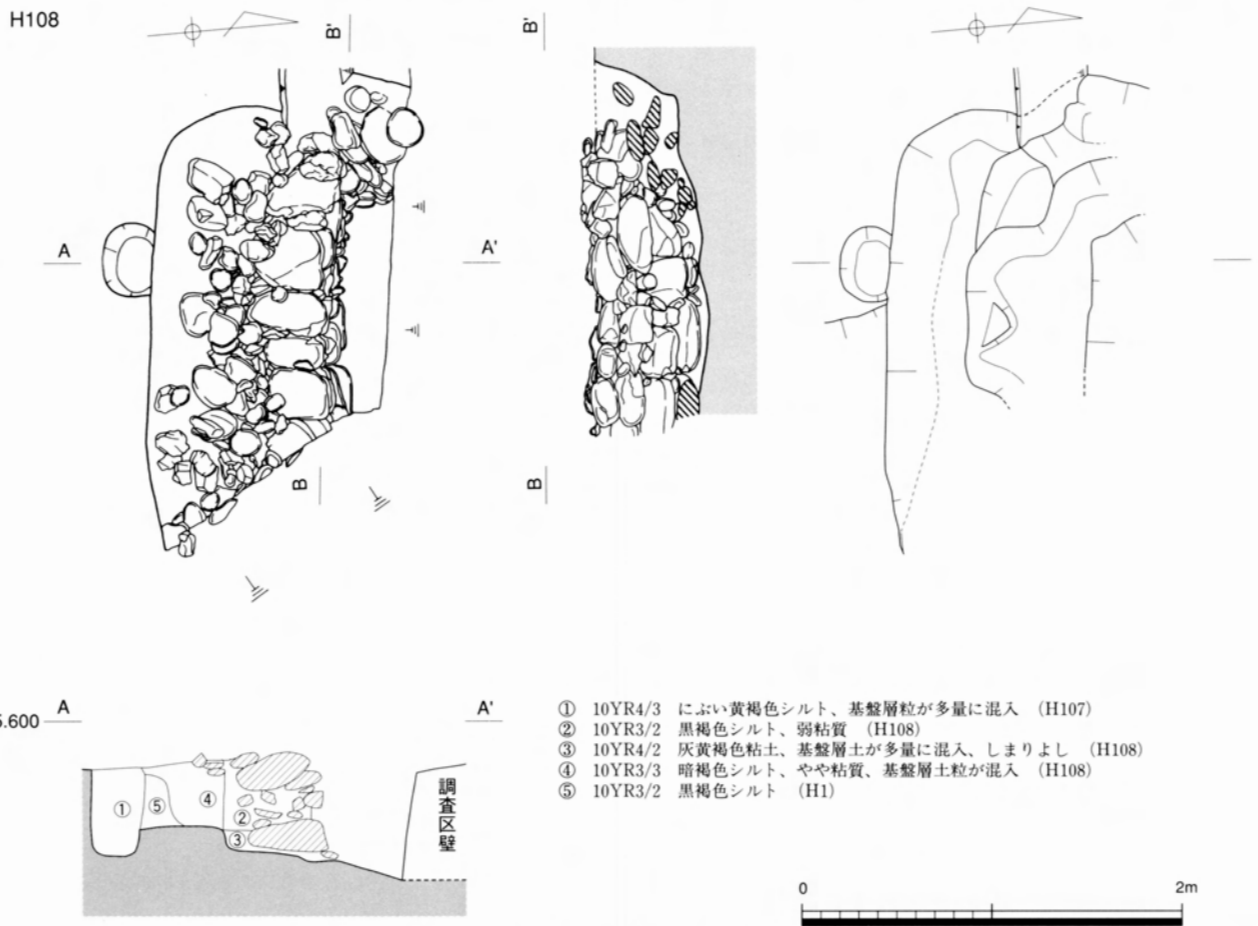 H108
B'
B'
A
A'
B
B
5.600
A
A'
① ⑤ ④ ② ③
調査区壁
① 10YR4/3 にぶい黄褐色シルト、基盤層粒が多量に混入 (H107)
② 10YR3/2 黒褐色シルト、弱粘質 (H108)
③ 10YR4/2 灰黄褐色粘土、基盤層土が多量に混入、しまりよし (H108)
④ 10YR3/3 暗褐色シルト、やや粘質、基盤層土粒が混入 (H108)
⑤ 10YR3/2 黒褐色シルト (H1)
0 2m